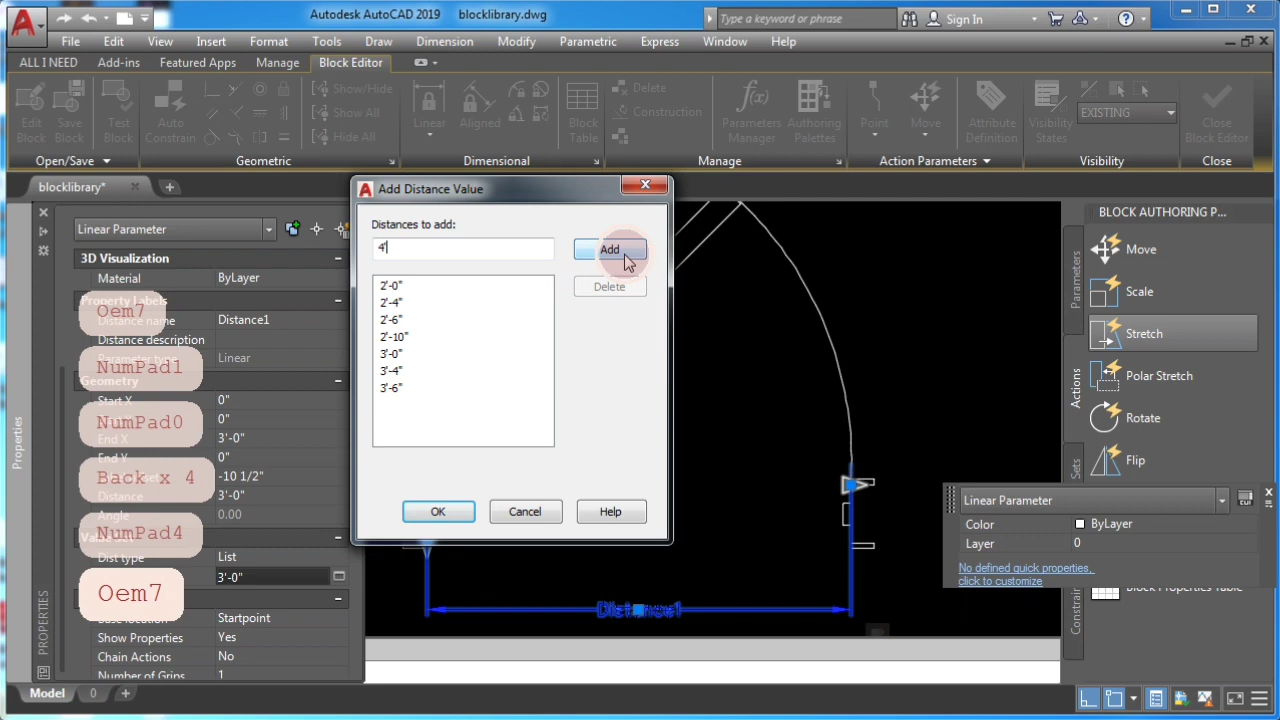 Autodesk AutoCAD 2019 blocklibrary.dwg
Type a keyword or phrase
Sign In
File Edit View Insert Format Tools Draw Dimension Modify Parametric Express Window Help
ALL I NEED Add-ins Featured Apps Manage Block Editor
Edit Block
Save Block
Test Block
Auto Constrain
Show/Hide
Show All
Hide All
Linear
Aligned
Block Table
Delete
Construction
Parameters Manager
Authoring Palettes
Point
Move
Attribute Definition
Visibility States
EXISTING
Close Block Editor
Open/Save Geometric Dimensional Manage Action Parameters Visibility Close
blocklibrary*
Linear Parameter
3D Visualization
Material ByLayer
Property Labels
Distance name Distance1
Distance description
Parameter type Linear
Geometry
Start X 0"
0"
End X 3'-0"
End Y 0"
-10 1/2"
Distance 3'-0"
Angle 0.00
Value Set
Dist type List
3'-0"
Base location Startpoint
Show Properties Yes
Chain Actions No
Number of Grips 1
Properties
PROPERTIES
Oem7
NumPad1
NumPad0
Back x 4
NumPad4
Oem7
Add Distance Value
Distances to add:
4'
Add
2'-0"
2'-4"
2'-6"
2'-10"
3'-0"
3'-4"
3'-6"
Delete
OK Cancel Help
Distance1
BLOCK AUTHORING P...
Parameters
Actions
Sets
Constrain
Move
Scale
Stretch
Polar Stretch
Rotate
Flip
Block Properties Table
Linear Parameter
Color ByLayer
Layer 0
No defined quick properties,
click to customize
Model 0